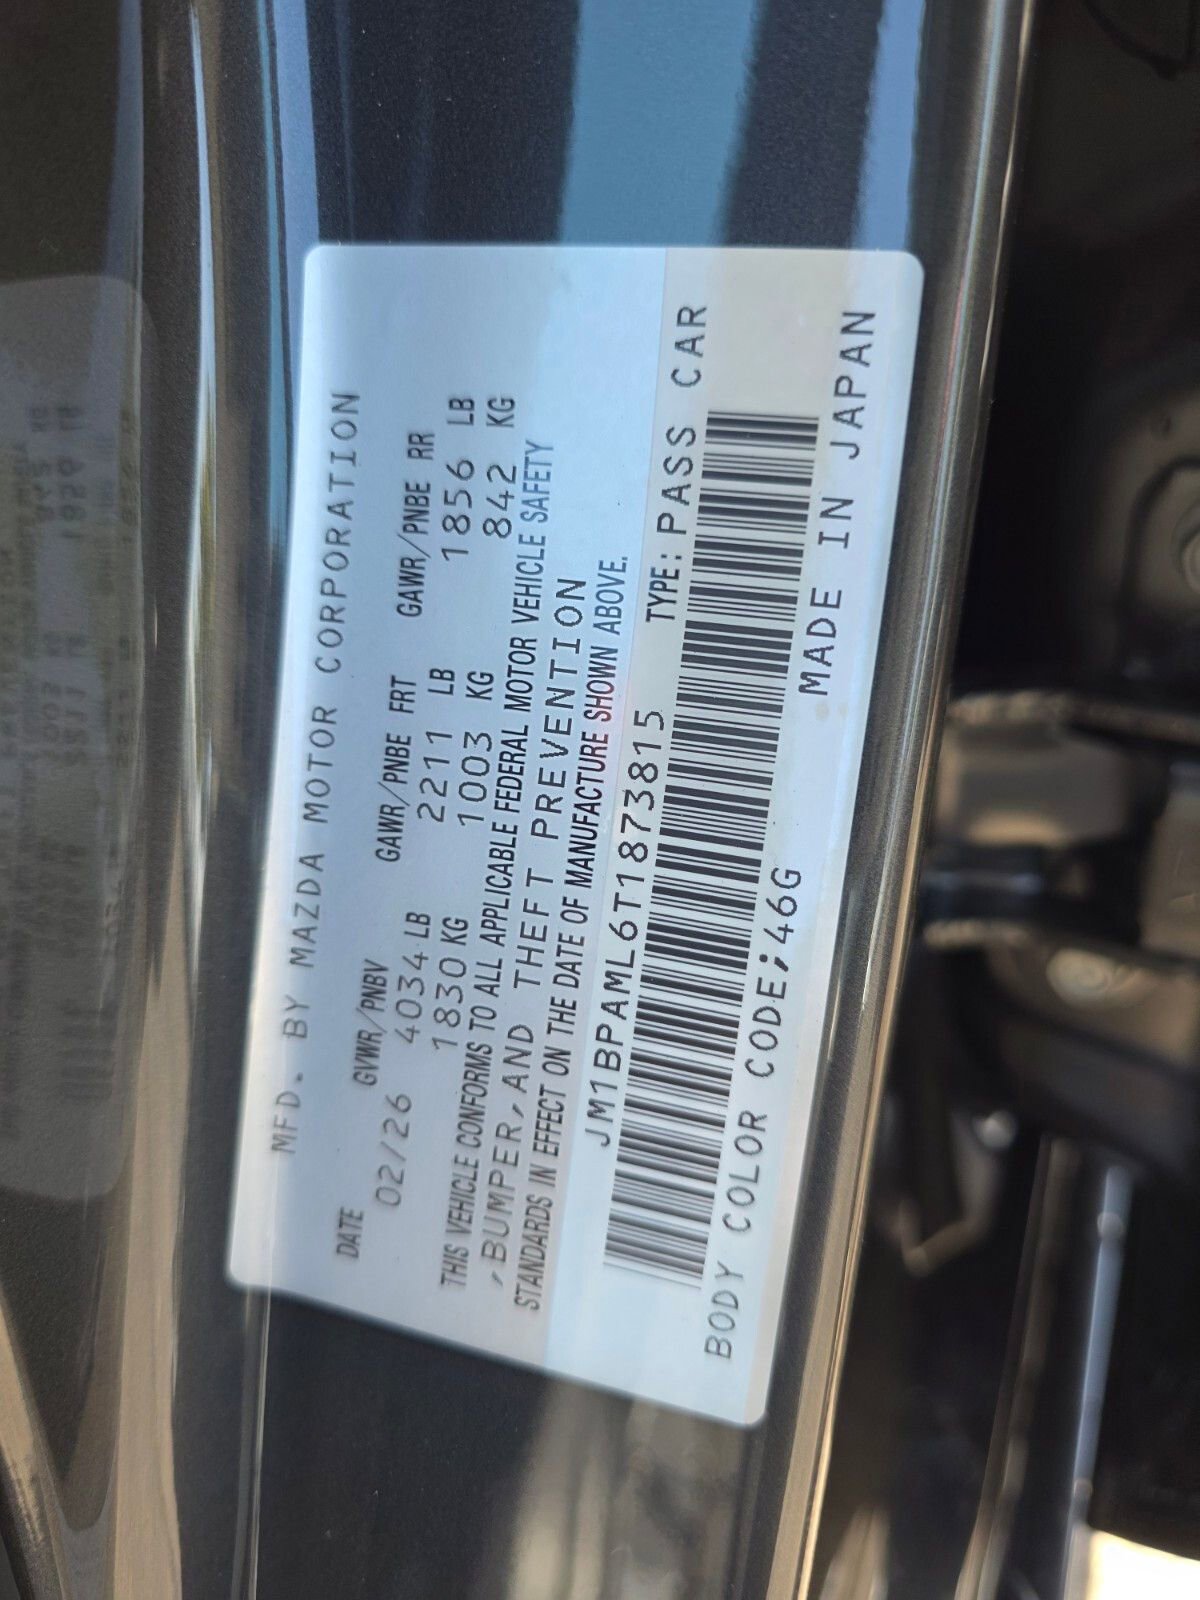 MFD. BY MAZDA MOTOR CORPORATION
DATE GVWR/PNBV GAWR/PNBE FRT GAWR/PNBE RR
02/26 4034 LB 2211 LB 1856 LB
1830 KG 1003 KG 842 KG
THIS VEHICLE CONFORMS TO ALL APPLICABLE FEDERAL MOTOR VEHICLE SAFETY
,BUMPER,AND THEFT PREVENTION
STANDARDS IN EFFECT ON THE DATE OF MANUFACTURE SHOWN ABOVE.
JM1BPAML6T1873815 TYPE: PASS CAR
BODY COLOR CODE;46G MADE IN JAPAN